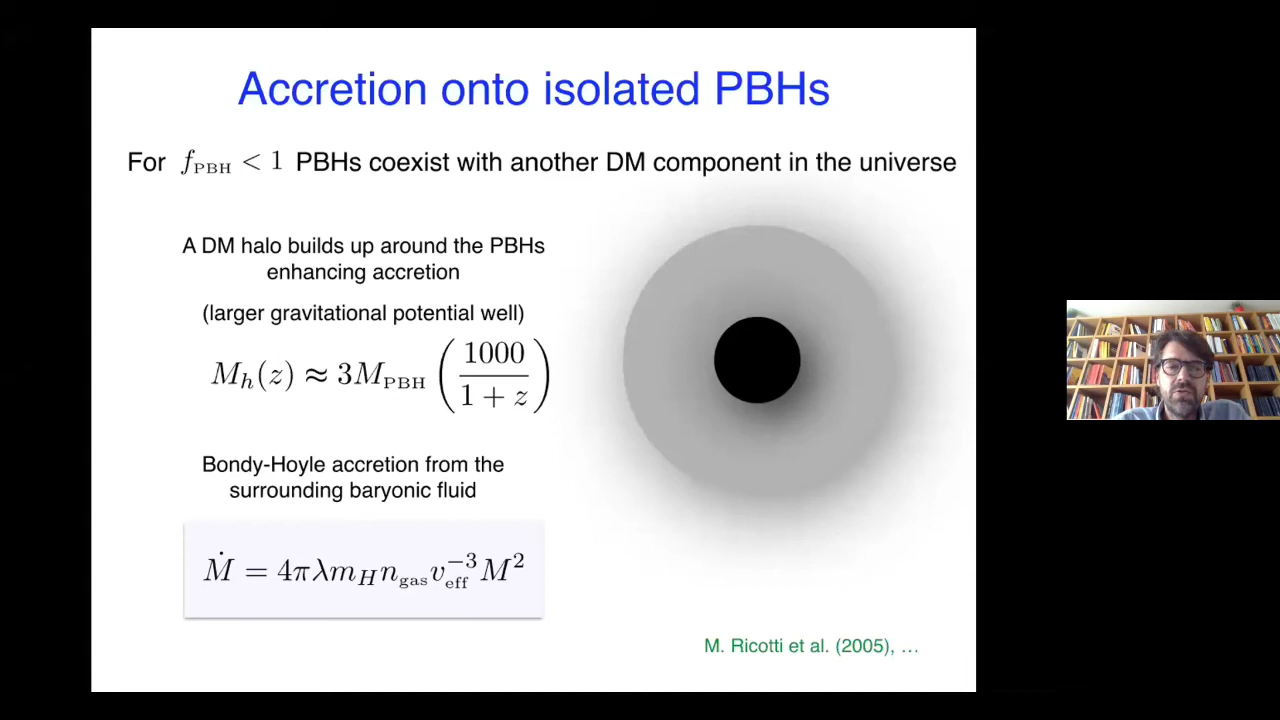 Accretion onto isolated PBHs
For f_PBH < 1 PBHs coexist with another DM component in the universe
A DM halo builds up around the PBHs
enhancing accretion
(larger gravitational potential well)
M_h(z) ≈ 3M_PBH (1000 / 1 + z)
Bondy-Hoyle accretion from the
surrounding baryonic fluid
Ṁ = 4πλm_H n_gas v_eff^−3 M^2
M. Ricotti et al. (2005), …